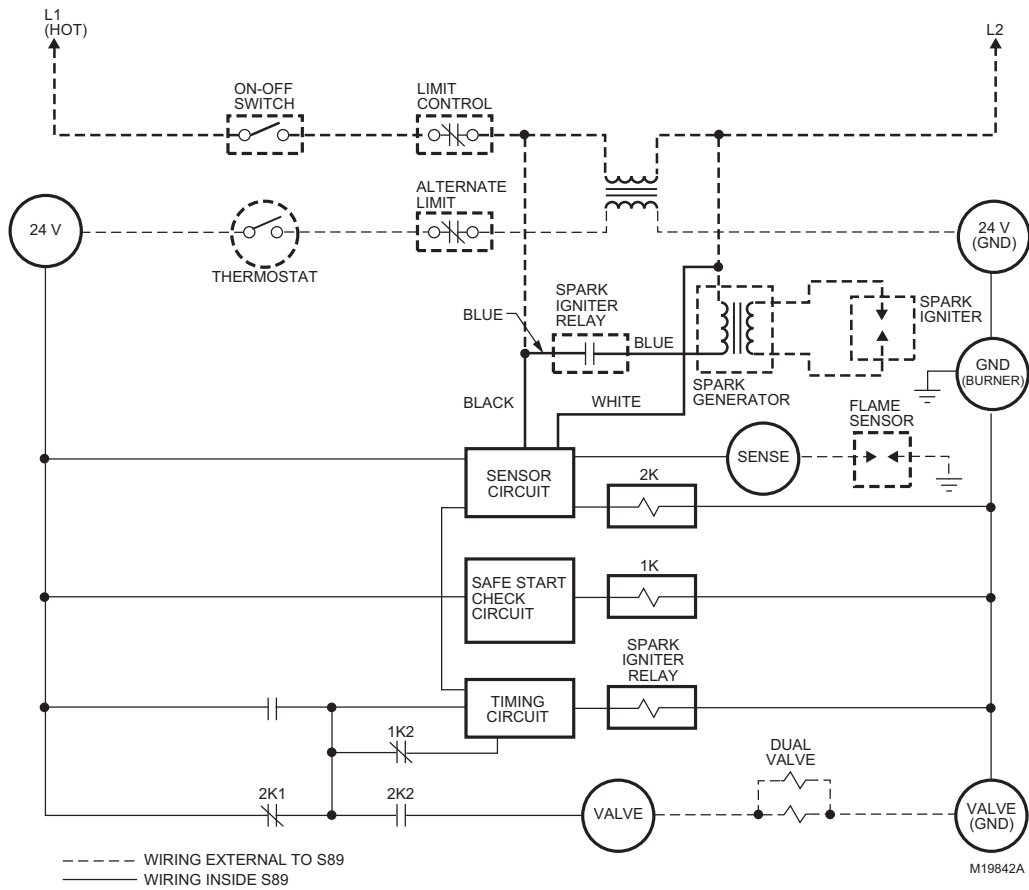 L1
(HOT)
L2
ON-OFF
SWITCH
LIMIT
CONTROL
ALTERNATE
LIMIT
24 V
THERMOSTAT
24 V
(GND)
SPARK
IGNITER
RELAY
BLUE
BLUE
SPARK
IGNITER
SPARK
GENERATOR
GND
(BURNER)
BLACK
WHITE
FLAME
SENSOR
SENSOR
CIRCUIT
SENSE
2K
SAFE START
CHECK
CIRCUIT
1K
SPARK
IGNITER
RELAY
TIMING
CIRCUIT
1K2
DUAL
VALVE
2K1
2K2
VALVE
VALVE
(GND)
WIRING EXTERNAL TO S89
WIRING INSIDE S89
M19842A